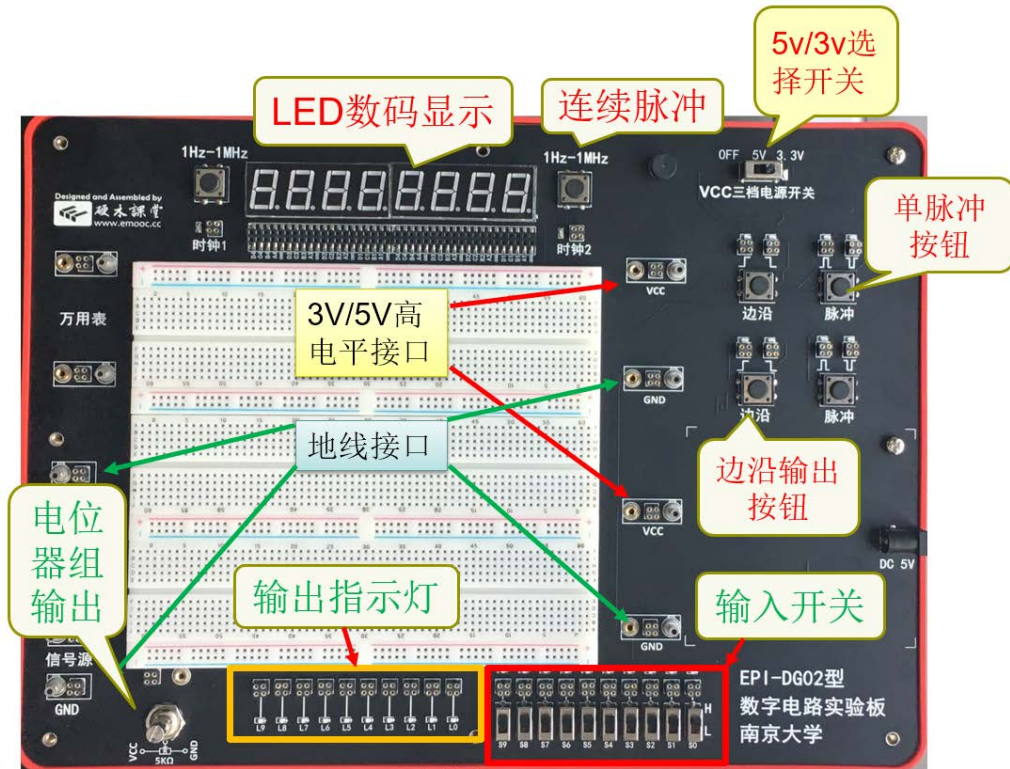 5v/3v选
择开关
LED数码显示
连续脉冲
1Hz-1MHz
1Hz-1MHz
OFF 5V 3.3V
VCC三档电源开关
Designed and Assembled by
硬木課堂
www.emooc.cc
单脉冲
按钮
时钟1
时钟2
VCC
边沿
脉冲
万用表
3V/5V高
电平接口
GND
边沿
脉冲
地线接口
边沿输出
按钮
电位
器组
输出
VCC
DC 5V
输出指示灯
输入开关
信号源
GND
GND
EPI-DG02型
数字电路实验板
南京大学
H
L
L9 L8 L7 L6 L5 L4 L3 L2 L1 L0
S9 S8 S7 S6 S5 S4 S3 S2 S1 S0
VCC
GND
5KΩ